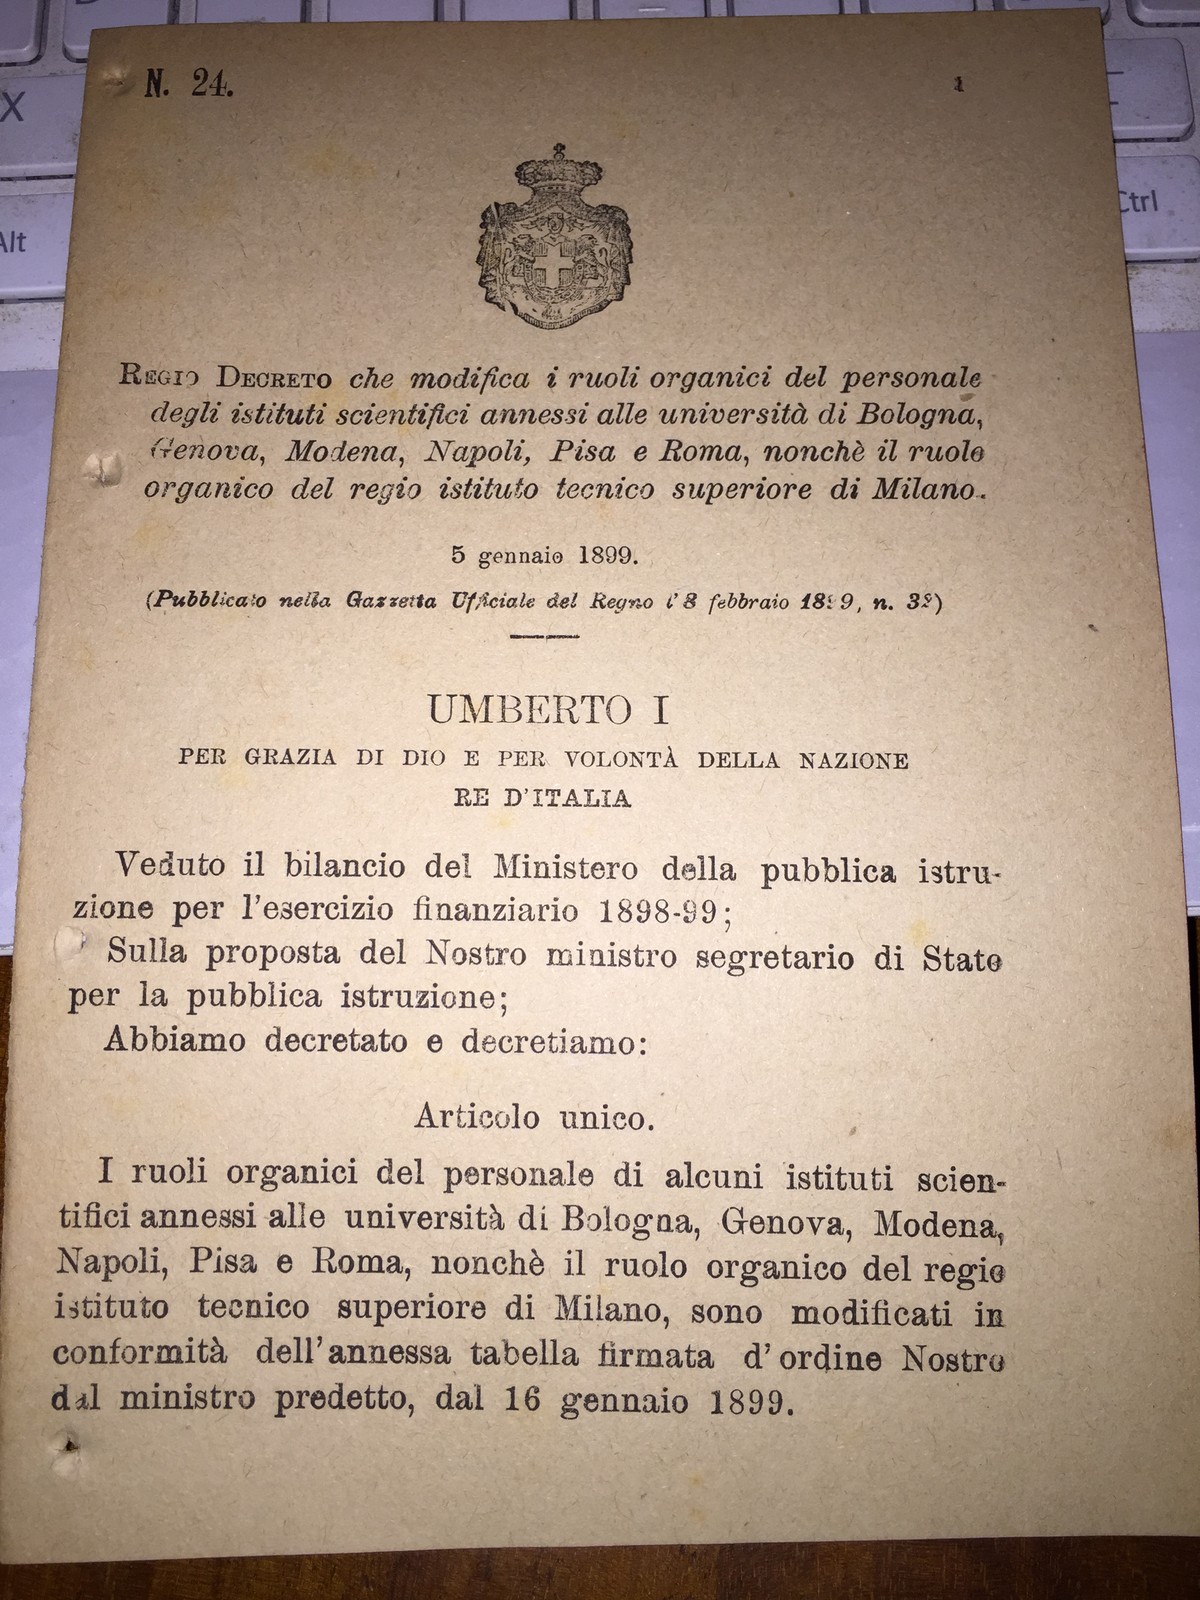 X
Alt
Ctrl
N. 24.
1
REGIO DECRETO che modifica i ruoli organici del personale
degli istituti scientifici annessi alle università di Bologna,
Genova, Modena, Napoli, Pisa e Roma, nonchè il ruolo
organico del regio istituto tecnico superiore di Milano.
5 gennaio 1899.
(Pubblicato nella Gazzetta Ufficiale del Regno l'8 febbraio 1899, n. )
UMBERTO I
PER GRAZIA DI DIO E PER VOLONTÀ DELLA NAZIONE
RE D'ITALIA
Veduto il bilancio del Ministero della pubblica istru-
zione per l'esercizio finanziario 1898-99;
Sulla proposta del Nostro ministro segretario di Stato
per la pubblica istruzione;
Abbiamo decretato e decretiamo:
Articolo unico.
I ruoli organici del personale di alcuni istituti scien-
tifici annessi alle università di Bologna, Genova, Modena,
Napoli, Pisa e Roma, nonchè il ruolo organico del regio
istituto tecnico superiore di Milano, sono modificati in
conformità dell'annessa tabella firmata d'ordine Nostro
dal ministro predetto, dal 16 gennaio 1899.